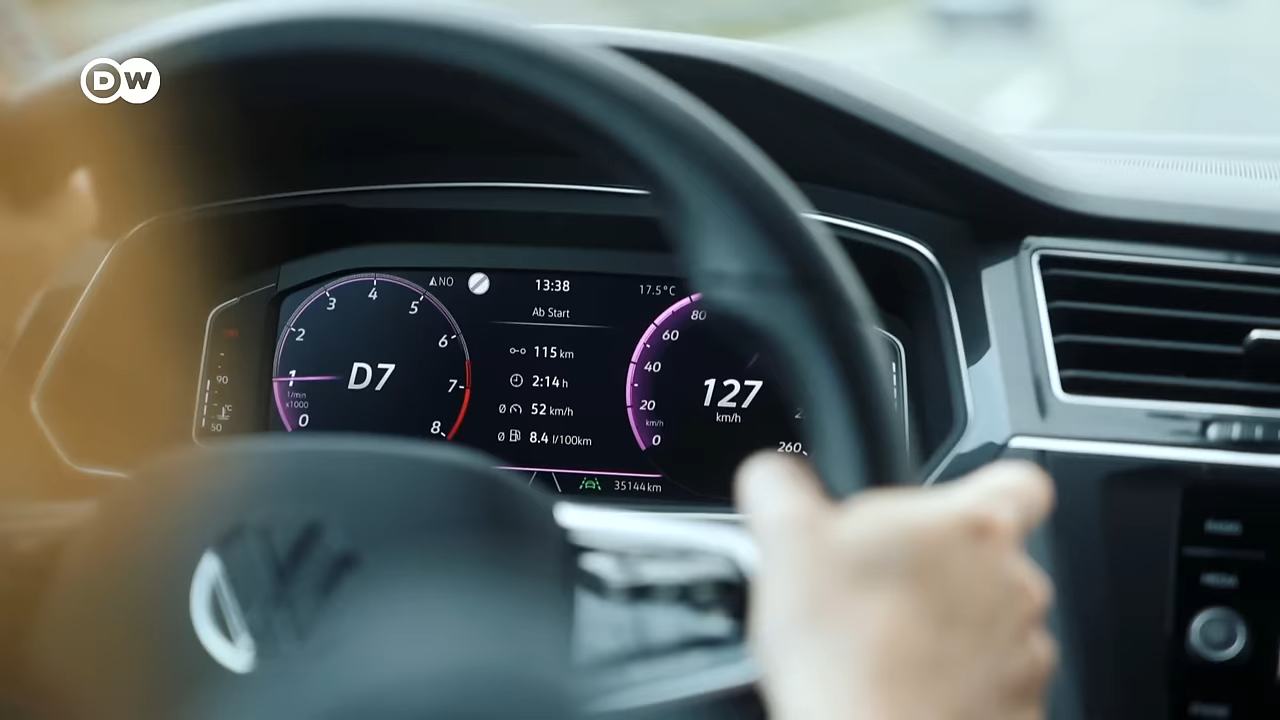 DW
NO
13:38
17.5°C
Ab Start
115 km
2:14 h
Ø 52 km/h
Ø 8.4 l/100km
35144 km
0
1
2
3
4
5
6
7
8
1/min
x1000
D7
0
20
40
60
80
260
km/h
127
km/h
90
°C
50
MEDIA